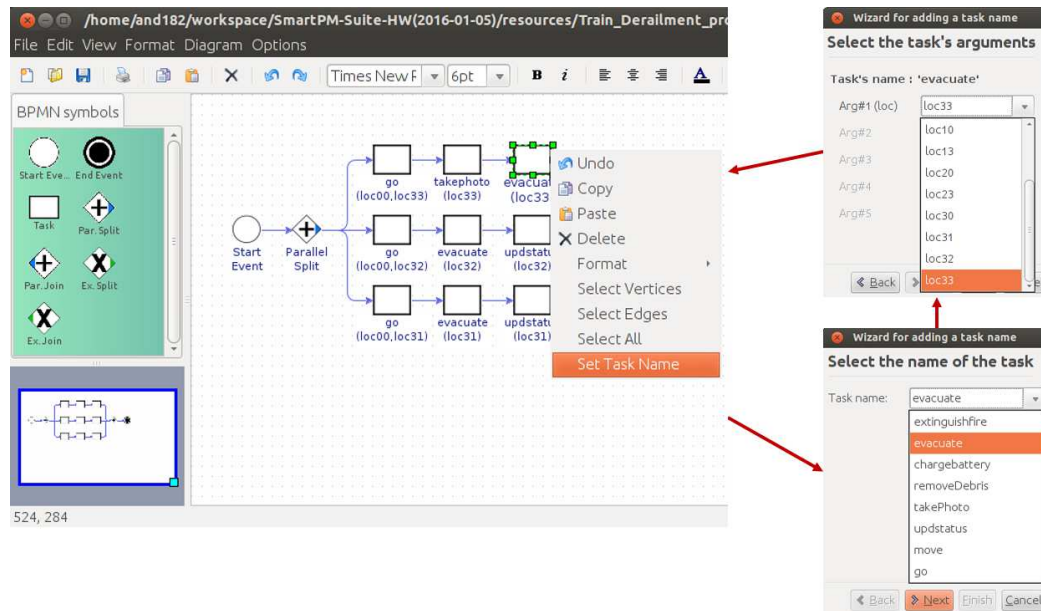 /home/and182/workspace/SmartPM-Suite-HW(2016-01-05)/resources/Train_Derailment_pro
File Edit View Format Diagram Options
Times New F 6pt B i A
BPMN symbols
Start Eve... End Event
Task Par.Split
Par.Join Ex.Split
Ex.Join
524, 284
Start
Event
Parallel
Split
go
(loc00,loc33)
takephoto
(loc33)
evacuat
(loc33
go
(loc00,loc32)
evacuate
(loc32)
updstatu
(loc32)
go
(loc00,loc31)
evacuate
(loc31)
updstatu
(loc31)
Undo
Copy
Paste
Delete
Format
Select Vertices
Select Edges
Select All
Set Task Name
Wizard for adding a task name
Select the task's arguments
Task's name : 'evacuate'
Arg#1 (loc) loc33
Arg#2
Arg#3
Arg#4
Arg#5
loc10
loc13
loc20
loc23
loc30
loc31
loc32
loc33
Back
Wizard for adding a task name
Select the name of the task
Task name: evacuate
extinguishfire
evacuate
chargebattery
removeDebris
takePhoto
updstatus
move
go
Back Next Finish Cancel